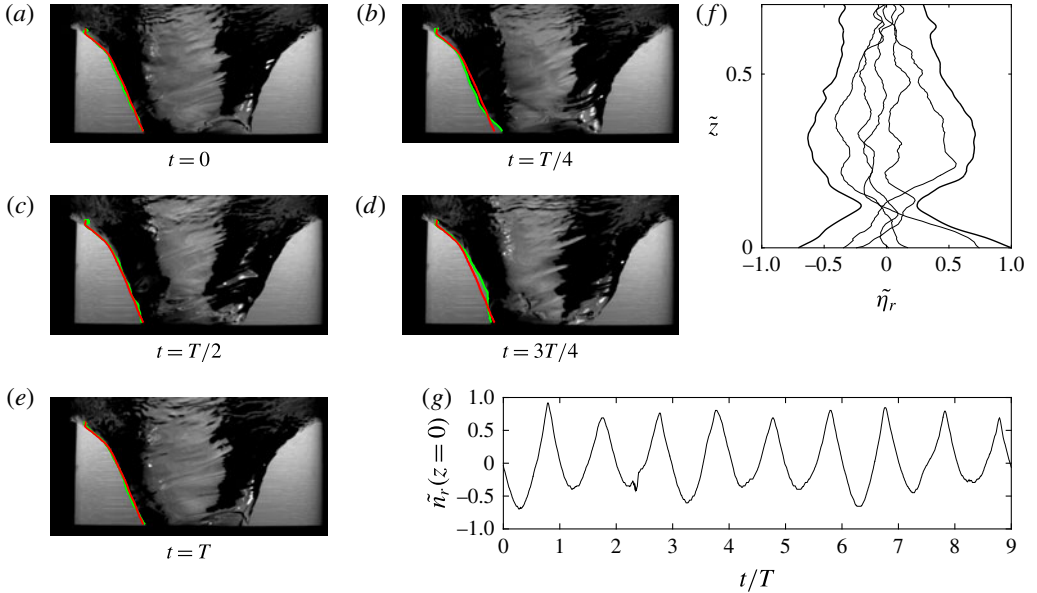 (a)
(b)
(f)
t = 0
t = T/4
(c)
(d)
0.5
z̃
0
−1.0 −0.5 0 0.5 1.0
η̃r
t = T/2
t = 3T/4
(e)
(g)
1.0
0.5
0
−0.5
−1.0
ñr(z = 0)
0 1 2 3 4 5 6 7 8 9
t/T
t = T